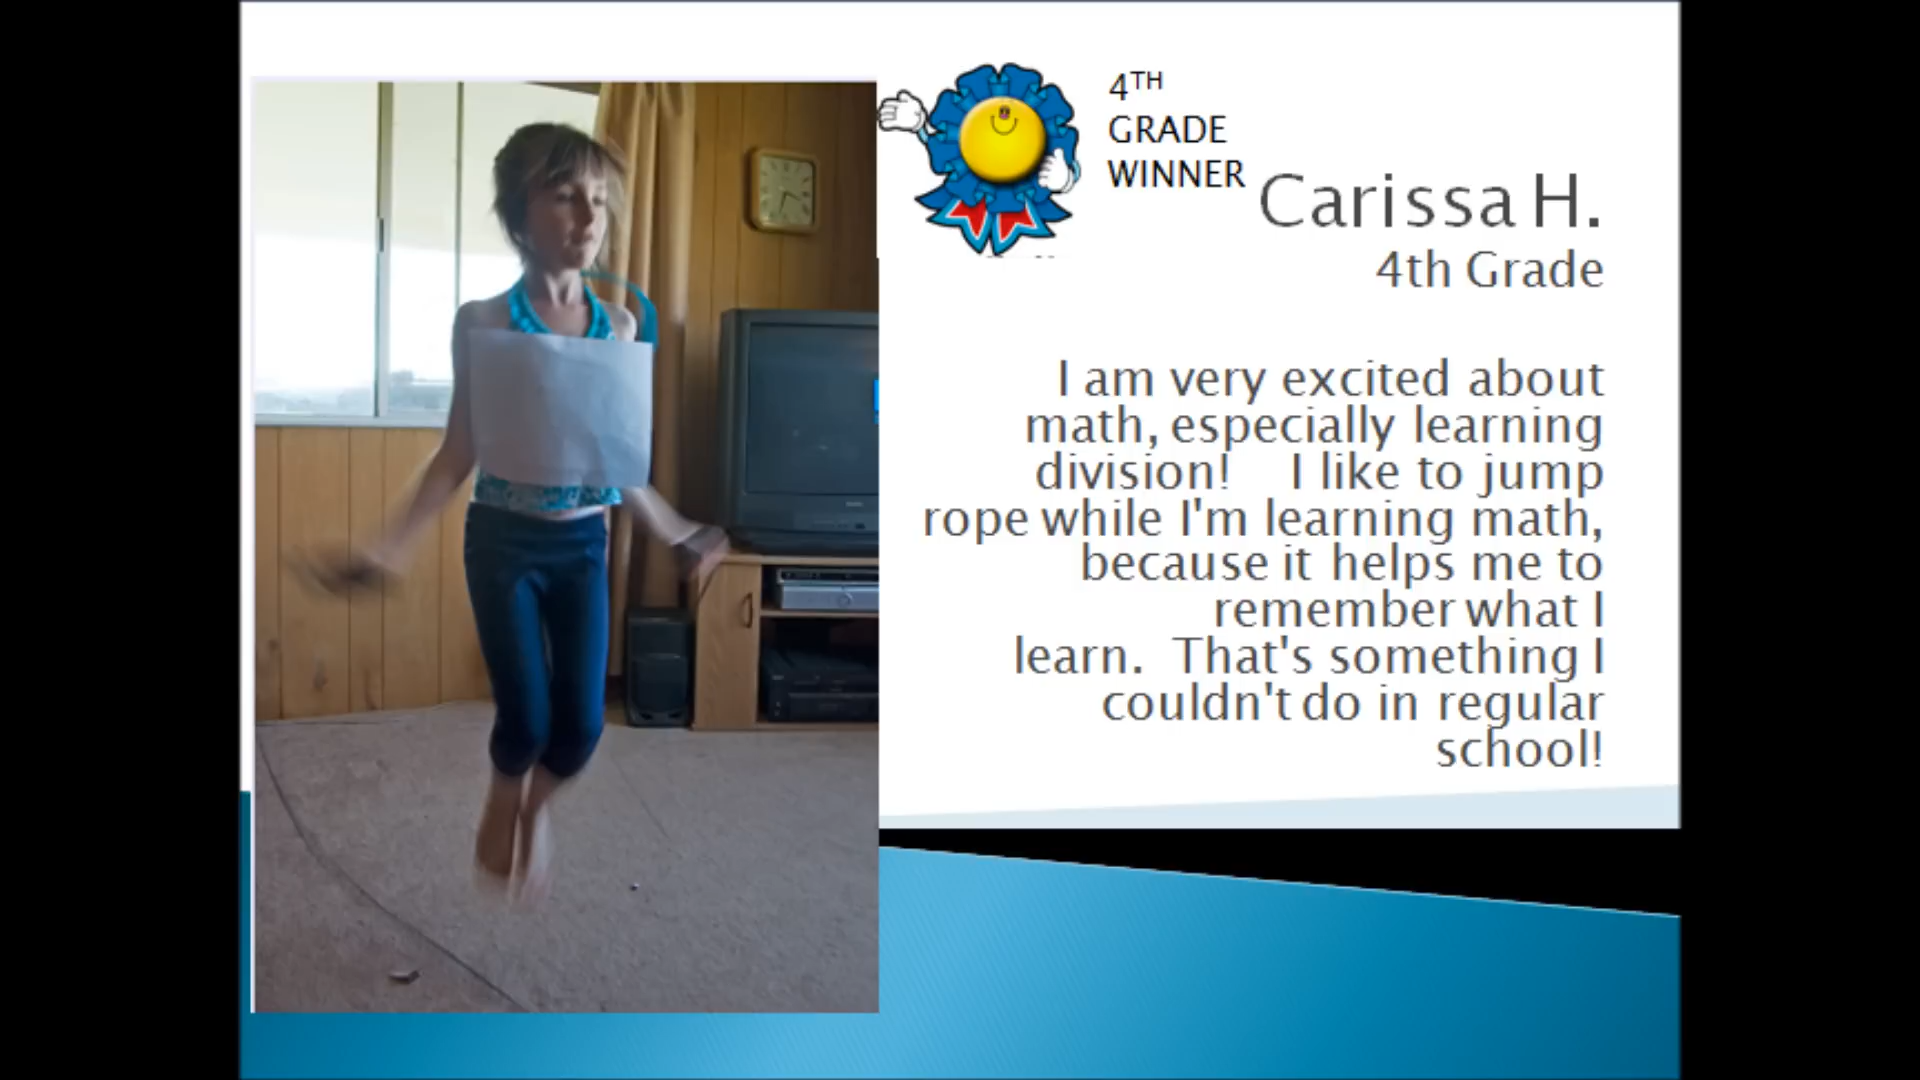 4TH
GRADE
WINNER
Carissa H.
4th Grade
I am very excited about
math, especially learning
division! I like to jump
rope while I'm learning math,
because it helps me to
remember what I
learn. That's something I
couldn't do in regular
school!